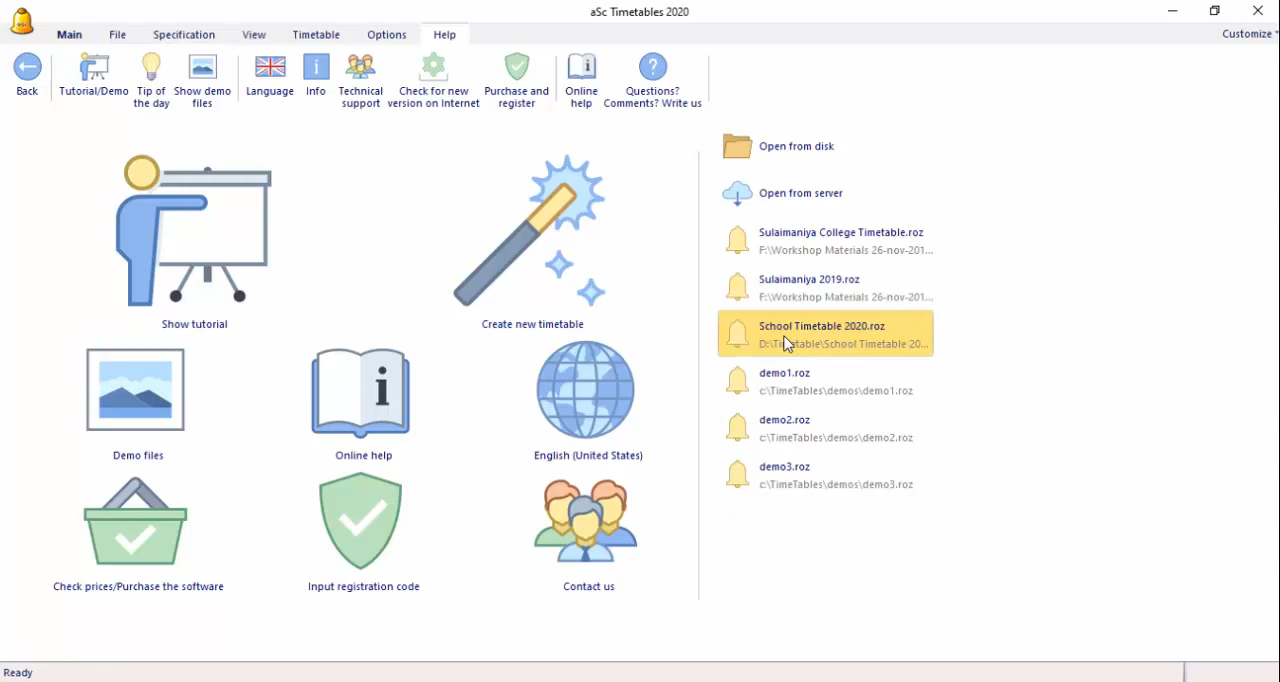 aSc Timetables 2020
Main File Specification View Timetable Options Help
Customize
Back
Tutorial/Demo
Tip of
the day
Show demo
files
Language
Info
Technical
support
Check for new
version on Internet
Purchase and
register
Online
help
Questions?
Comments? Write us
Show tutorial
Create new timetable
Demo files
Online help
English (United States)
Check prices/Purchase the software
Input registration code
Contact us
Open from disk
Open from server
Sulaimaniya College Timetable.roz
F:\Workshop Materials 26-nov-201...
Sulaimaniya 2019.roz
F:\Workshop Materials 26-nov-201...
School Timetable 2020.roz
D:\Timetable\School Timetable 20...
demo1.roz
c:\TimeTables\demos\demo1.roz
demo2.roz
c:\TimeTables\demos\demo2.roz
demo3.roz
c:\TimeTables\demos\demo3.roz
Ready